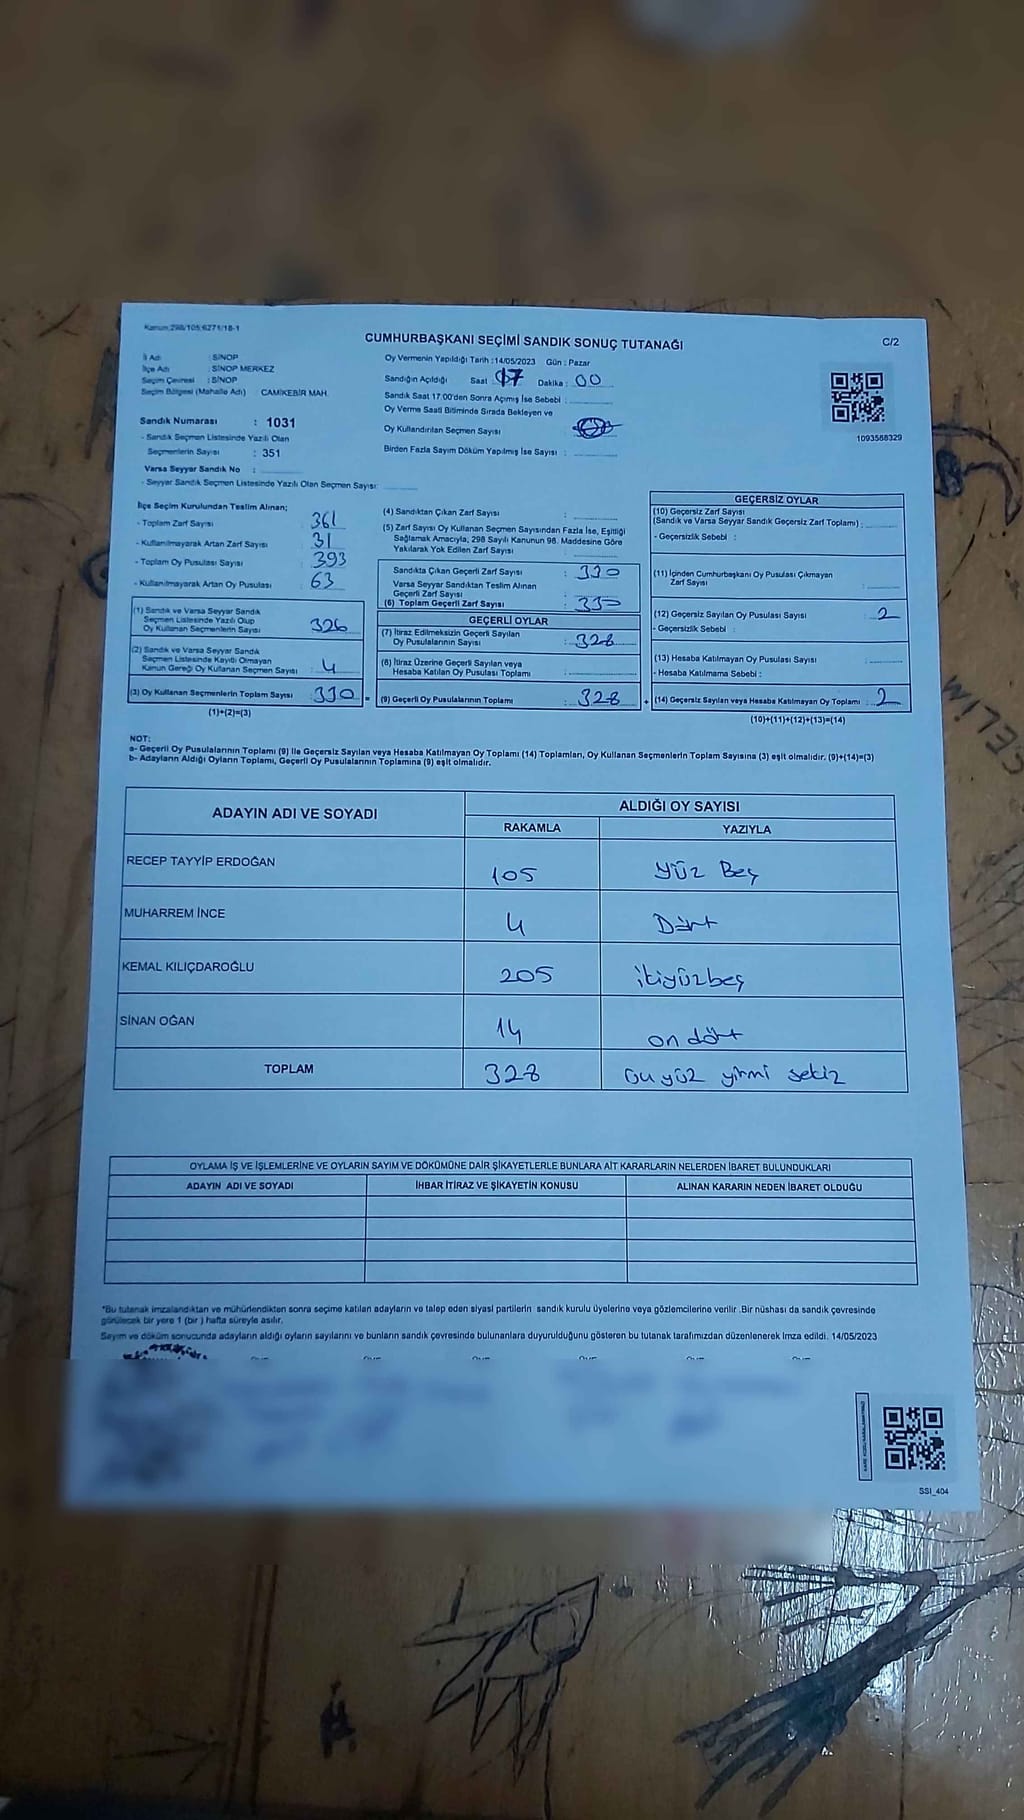 Kanun:298/105;6271/18-1
CUMHURBAŞKANI SEÇİMİ SANDIK SONUÇ TUTANAĞI
C/2
İl Adı : SİNOP
İlçe Adı : SİNOP MERKEZ
Seçim Çevresi : SİNOP
Seçim Bölgesi (Mahalle Adı) : CAMİKEBİR MAH.
Oy Vermenin Yapıldığı Tarih :14/05/2023 Gün : Pazar
Sandığın Açıldığı Saat 17 Dakika : 00
Sandık Saat 17.00'den Sonra Açımış İse Sebebi :
Oy Verme Saati Bitiminde Sırada Bekleyen ve
Oy Kullandırılan Seçmen Sayısı :
Birden Fazla Sayım Döküm Yapılmış İse Sayısı :
1093568329
Sandık Numarası : 1031
- Sandık Seçmen Listesinde Yazılı Olan
Seçmenlerin Sayısı : 351
Varsa Seyyar Sandık No :
- Seyyar Sandık Seçmen Listesinde Yazılı Olan Seçmen Sayısı:
İlçe Seçim Kurulundan Teslim Alınan;
- Toplam Zarf Sayısı : 361
- Kullanılmayarak Artan Zarf Sayısı : 31
- Toplam Oy Pusulası Sayısı : 393
- Kullanılmayarak Artan Oy Pusulası : 63
(1) Sandık ve Varsa Seyyar Sandık
Seçmen Listesinde Yazılı Olup
Oy Kullanan Seçmenlerin Sayısı : 326
(2) Sandık ve Varsa Seyyar Sandık
Seçmen Listesinde Kayıtlı Olmayan
Kanun Gereği Oy Kullanan Seçmen Sayısı : 4
(3) Oy Kullanan Seçmenlerin Toplam Sayısı : 330 =
(1)+(2)=(3)
(4) Sandıktan Çıkan Zarf Sayısı :
(5) Zarf Sayısı Oy Kullanan Seçmen Sayısından Fazla İse, Eşitliği
Sağlamak Amacıyla, 298 Sayılı Kanunun 98. Maddesine Göre
Yakılarak Yok Edilen Zarf Sayısı :
Sandıkta Çıkan Geçerli Zarf Sayısı : 330
Varsa Seyyar Sandıktan Teslim Alınan
Geçerli Zarf Sayısı :
(6) Toplam Geçerli Zarf Sayısı : 330
GEÇERLİ OYLAR
(7) İtiraz Edilmeksizin Geçerli Sayılan
Oy Pusulalarının Sayısı : 328
(8) İtiraz Üzerine Geçerli Sayılan veya
Hesaba Katılan Oy Pusulası Toplamı :
(9) Geçerli Oy Pusulalarının Toplamı : 328 +
GEÇERSİZ OYLAR
(10) Geçersiz Zarf Sayısı
(Sandık ve Varsa Seyyar Sandık Geçersiz Zarf Toplamı) :
- Geçersizlik Sebebi :
(11) İçinden Cumhurbaşkanı Oy Pusulası Çıkmayan
Zarf Sayısı :
(12) Geçersiz Sayılan Oy Pusulası Sayısı : 2
- Geçersizlik Sebebi :
(13) Hesaba Katılmayan Oy Pusulası Sayısı :
- Hesaba Katılmama Sebebi :
(14) Geçersiz Sayılan veya Hesaba Katılmayan Oy Toplamı : 2
(10)+(11)+(12)+(13)=(14)
NOT:
a- Geçerli Oy Pusulalarının Toplamı (9) ile Geçersiz Sayılan veya Hesaba Katılmayan Oy Toplamı (14) Toplamları, Oy Kullanan Seçmenlerin Toplam Sayısına (3) eşit olmalıdır. (9)+(14)=(3)
b- Adayların Aldığı Oyların Toplamı, Geçerli Oy Pusulalarının Toplamına (9) eşit olmalıdır.
ADAYIN ADI VE SOYADI
ALDIĞI OY SAYISI
RAKAMLA YAZIYLA
RECEP TAYYİP ERDOĞAN 105 Yüz Beş
MUHARREM İNCE 4 Dört
KEMAL KILIÇDAROĞLU 205 ikiyüzbeş
SİNAN OĞAN 14 on dört
TOPLAM 328 Üç yüz yirmi sekiz
OYLAMA İŞ VE İŞLEMLERİNE VE OYLARIN SAYIM VE DÖKÜMÜNE DAİR ŞİKAYETLERLE BUNLARA AİT KARARLARIN NELERDEN İBARET BULUNDUKLARI
ADAYIN ADI VE SOYADI İHBAR İTİRAZ VE ŞİKAYETİN KONUSU ALINAN KARARIN NEDEN İBARET OLDUĞU
*Bu tutanak imzalandıktan ve mühürlendikten sonra seçime katılan adayların ve talep eden siyasi partilerin sandık kurulu üyelerine veya gözlemcilerine verilir .Bir nüshası da sandık çevresinde
görülecek bir yere 1 (bir ) hafta süreyle asılır.
Sayım ve döküm sonucunda adayların aldığı oyların sayılarını ve bunların sandık çevresinde bulunanlara duyurulduğunu gösteren bu tutanak tarafımızdan düzenlenerek imza edildi. 14/05/2023
SSI_404
CELİM